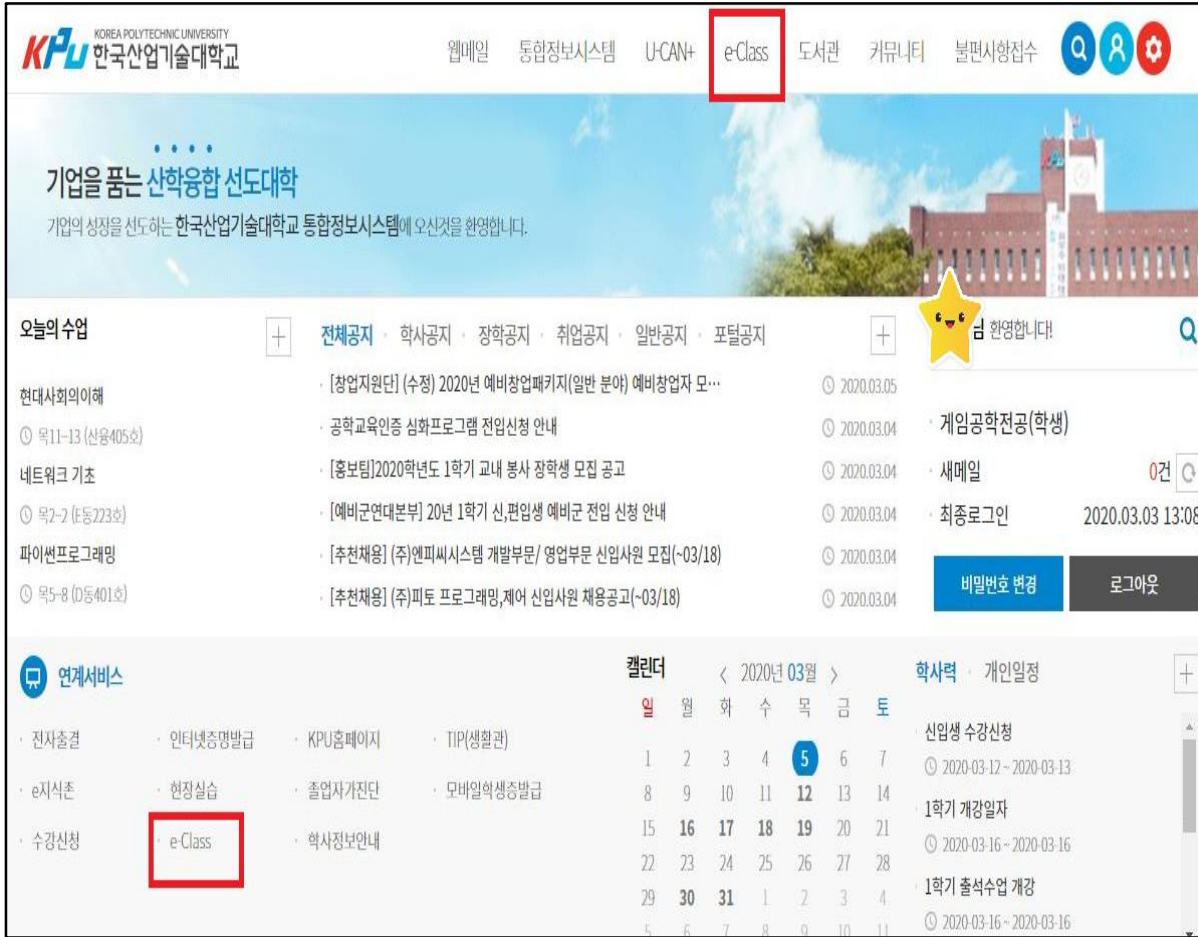 KPU KOREA POLYTECHNIC UNIVERSITY
한국산업기술대학교
웹메일 통합정보시스템 U-CAN+ e-Class 도서관 커뮤니티 불편사항접수
기업을 품는 산학융합 선도대학
기업의 성장을 선도하는 한국산업기술대학교 통합정보시스템에 오신것을 환영합니다.
오늘의 수업
현대사회의이해
목11-13 (산융405호)
네트워크 기초
목2-2 (E동223호)
파이썬프로그래밍
목5-8 (D동401호)
전체공지 학사공지 장학공지 취업공지 일반공지 포털공지
[창업지원단] (수정) 2020년 예비창업패키지(일반 분야) 예비창업자 모… 2020.03.05
공학교육인증 심화프로그램 전입신청 안내 2020.03.04
[홍보팀]2020학년도 1학기 교내 봉사 장학생 모집 공고 2020.03.04
[예비군연대본부] 20년 1학기 신,편입생 예비군 전입 신청 안내 2020.03.04
[추천채용] (주)엔피씨시스템 개발부문/ 영업부문 신입사원 모집(~03/18) 2020.03.04
[추천채용] (주)피토 프로그래밍,제어 신입사원 채용공고(~03/18) 2020.03.04
님 환영합니다!
게임공학전공(학생)
새메일 0건
최종로그인 2020.03.03 13:08
비밀번호 변경 로그아웃
연계서비스
전자출결 인터넷증명발급 KPU홈페이지 TIP(생활관)
e지식존 현장실습 졸업자가진단 모바일학생증발급
수강신청 e-Class 학사정보안내
캘린더 < 2020년 03월 >
일 월 화 수 목 금 토
1 2 3 4 5 6 7
8 9 10 11 12 13 14
15 16 17 18 19 20 21
22 23 24 25 26 27 28
29 30 31 1 2 3 4
5 6 7 8 9 10 11
학사력 개인일정
신입생 수강신청
2020-03-12 ~ 2020-03-13
1학기 개강일자
2020-03-16 ~ 2020-03-16
1학기 출석수업 개강
2020-03-16 ~ 2020-03-16